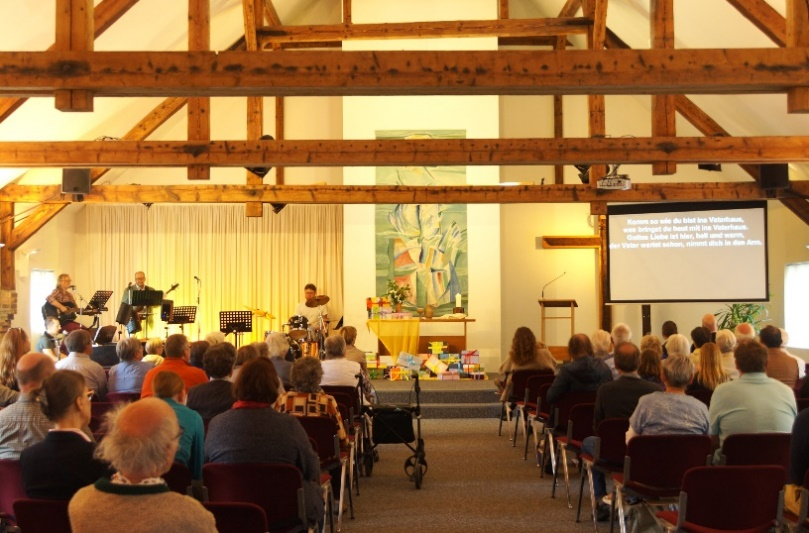 Komm so wie du bist ins Vaterhaus,
was bringst du heut mit ins Vaterhaus.
Gottes Liebe ist hier, hell und warm,
der Vater wartet schon, nimmt dich in den Arm.